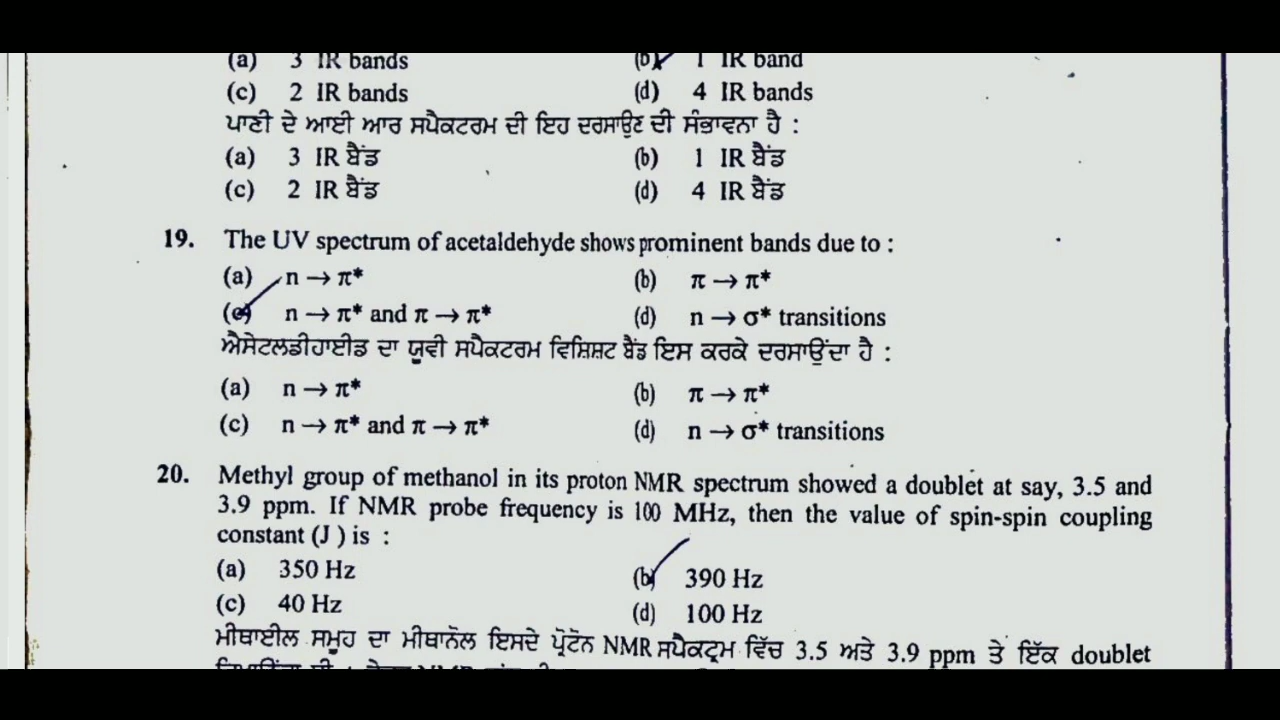 (a) 3 IR bands (b) 1 IR band
(c) 2 IR bands (d) 4 IR bands
ਪਾਣੀ ਦੇ ਆਈ ਆਰ ਸਪੈਕਟਰਮ ਦੀ ਇਹ ਦਰਸਾਉਣ ਦੀ ਸੰਭਾਵਨਾ ਹੈ :
(a) 3 IR ਬੈਂਡ (b) 1 IR ਬੈਂਡ
(c) 2 IR ਬੈਂਡ (d) 4 IR ਬੈਂਡ
19. The UV spectrum of acetaldehyde shows prominent bands due to :
(a) n → π* (b) π → π*
(c) n → π* and π → π* (d) n → σ* transitions
ਐਸੇਟਲਡੀਹਾਈਡ ਦਾ ਯੂਵੀ ਸਪੈਕਟਰਮ ਵਿਸ਼ਿਸ਼ਟ ਬੈਂਡ ਇਸ ਕਰਕੇ ਦਰਸਾਉਂਦਾ ਹੈ :
(a) n → π* (b) π → π*
(c) n → π* and π → π* (d) n → σ* transitions
20. Methyl group of methanol in its proton NMR spectrum showed a doublet at say, 3.5 and
3.9 ppm. If NMR probe frequency is 100 MHz, then the value of spin-spin coupling
constant (J ) is :
(a) 350 Hz (b) 390 Hz
(c) 40 Hz (d) 100 Hz
ਮੀਥਾਈਲ ਸਮੂਹ ਦਾ ਮੀਥਾਨੋਲ ਇਸਦੇ ਪ੍ਰੋਟੋਨ NMR ਸਪੈਕਟ੍ਰਮ ਵਿੱਚ 3.5 ਅਤੇ 3.9 ppm ਤੇ ਇੱਕ doublet